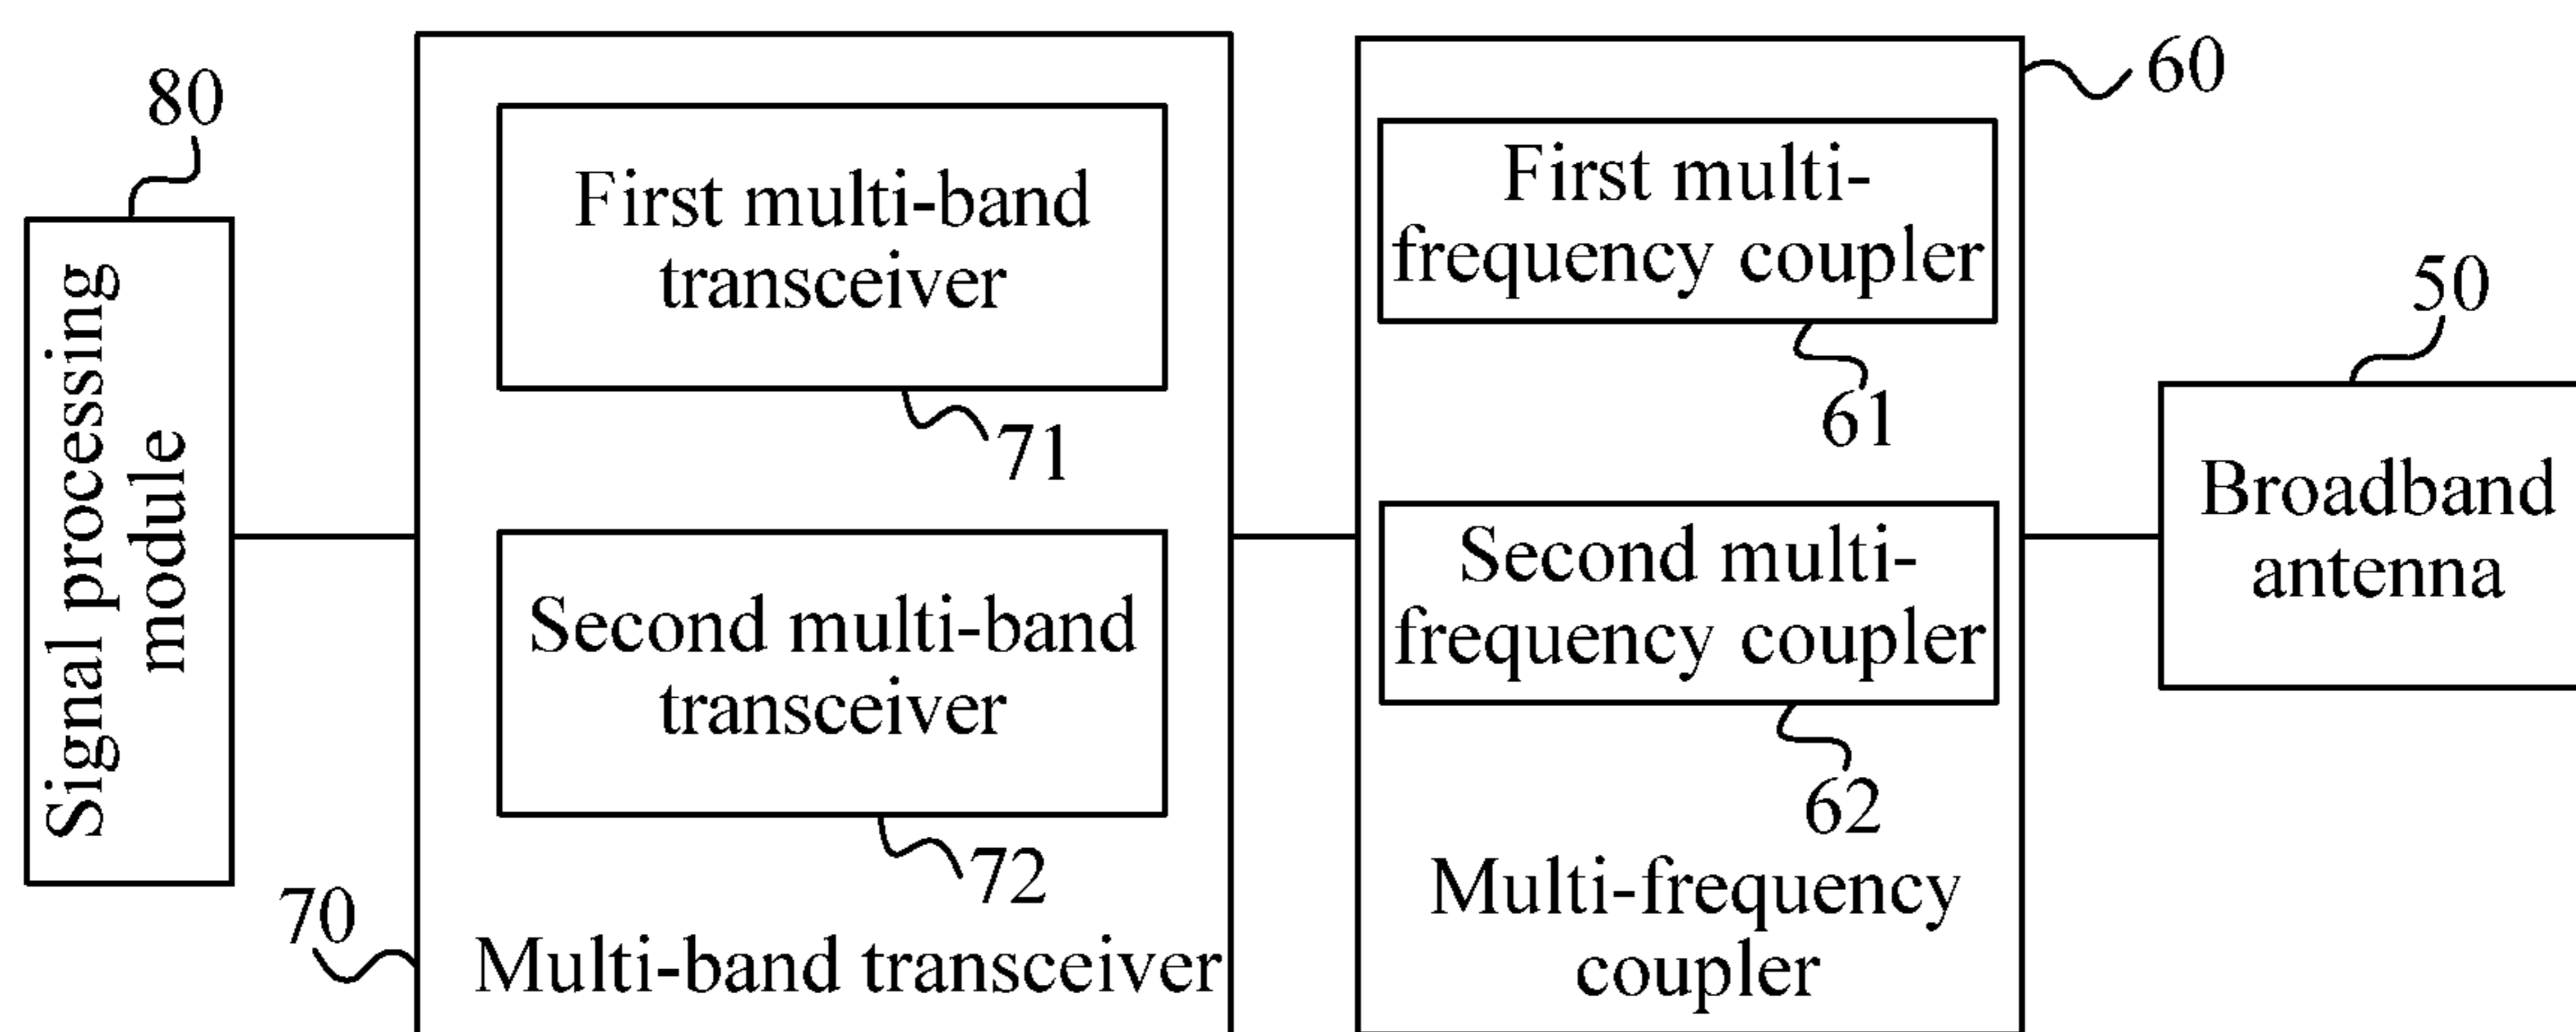 80
Signal processing
module
70
First multi-band
transceiver
71
Second multi-band
transceiver
72
Multi-band transceiver
60
First multi-
frequency coupler
61
Second multi-
frequency coupler
62
Multi-frequency
coupler
50
Broadband
antenna